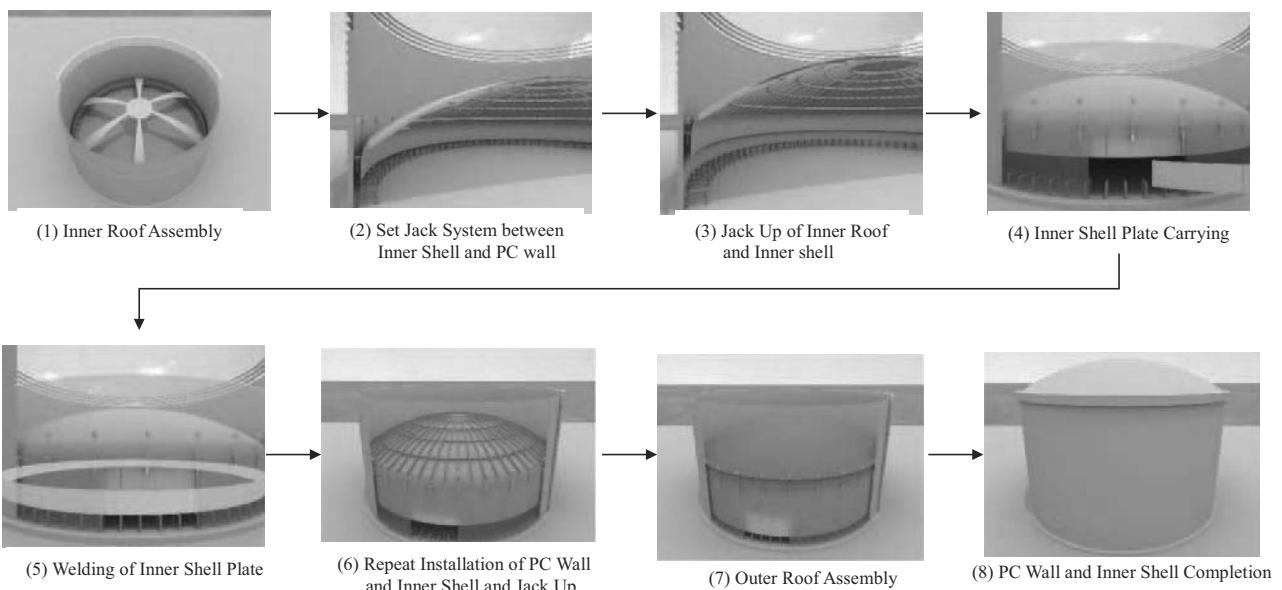 (1) Inner Roof Assembly
(2) Set Jack System between
Inner Shell and PC wall
(3) Jack Up of Inner Roof
and Inner shell
(4) Inner Shell Plate Carrying
(5) Welding of Inner Shell Plate
(6) Repeat Installation of PC Wall
and Inner Shell and Jack Up
(7) Outer Roof Assembly
(8) PC Wall and Inner Shell Completion